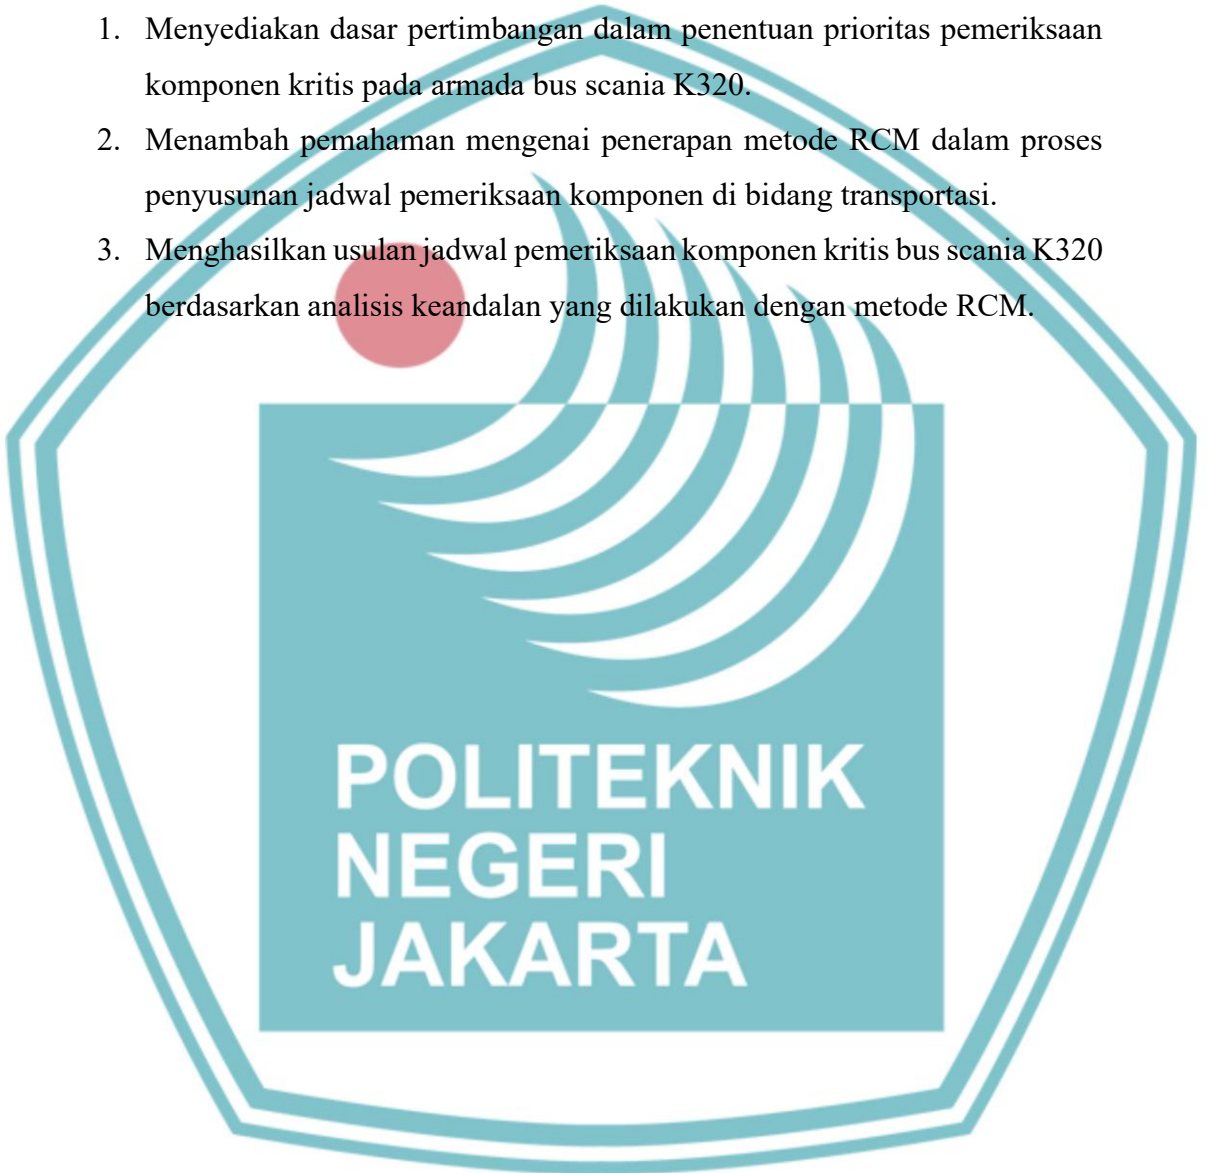 1. Menyediakan dasar pertimbangan dalam penentuan prioritas pemeriksaan
komponen kritis pada armada bus scania K320.
2. Menambah pemahaman mengenai penerapan metode RCM dalam proses
penyusunan jadwal pemeriksaan komponen di bidang transportasi.
3. Menghasilkan usulan jadwal pemeriksaan komponen kritis bus scania K320
berdasarkan analisis keandalan yang dilakukan dengan metode RCM.
POLITEKNIK
NEGERI
JAKARTA